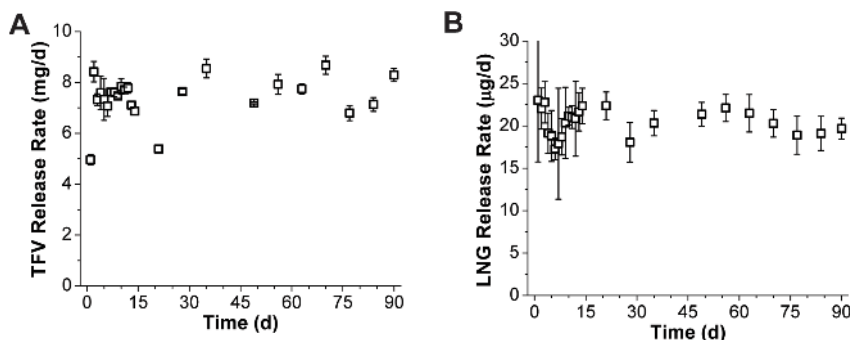 A
TFV Release Rate (mg/d)
10
8
6
4
2
0
0 15 30 45 60 75 90
Time (d)
B
LNG Release Rate (µg/d)
30
25
20
15
10
5
0
0 15 30 45 60 75 90
Time (d)